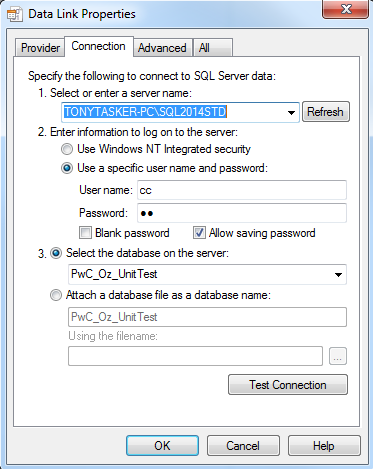 Data Link Properties
Provider Connection Advanced All
Specify the following to connect to SQL Server data:
1. Select or enter a server name:
TONYTASKER-PC\SQL2014STD Refresh
2. Enter information to log on to the server:
Use Windows NT Integrated security
Use a specific user name and password:
User name: cc
Password: ●●
Blank password Allow saving password
3. Select the database on the server:
PwC_Oz_UnitTest
Attach a database file as a database name:
PwC_Oz_UnitTest
Using the filename:
...
Test Connection
OK Cancel Help